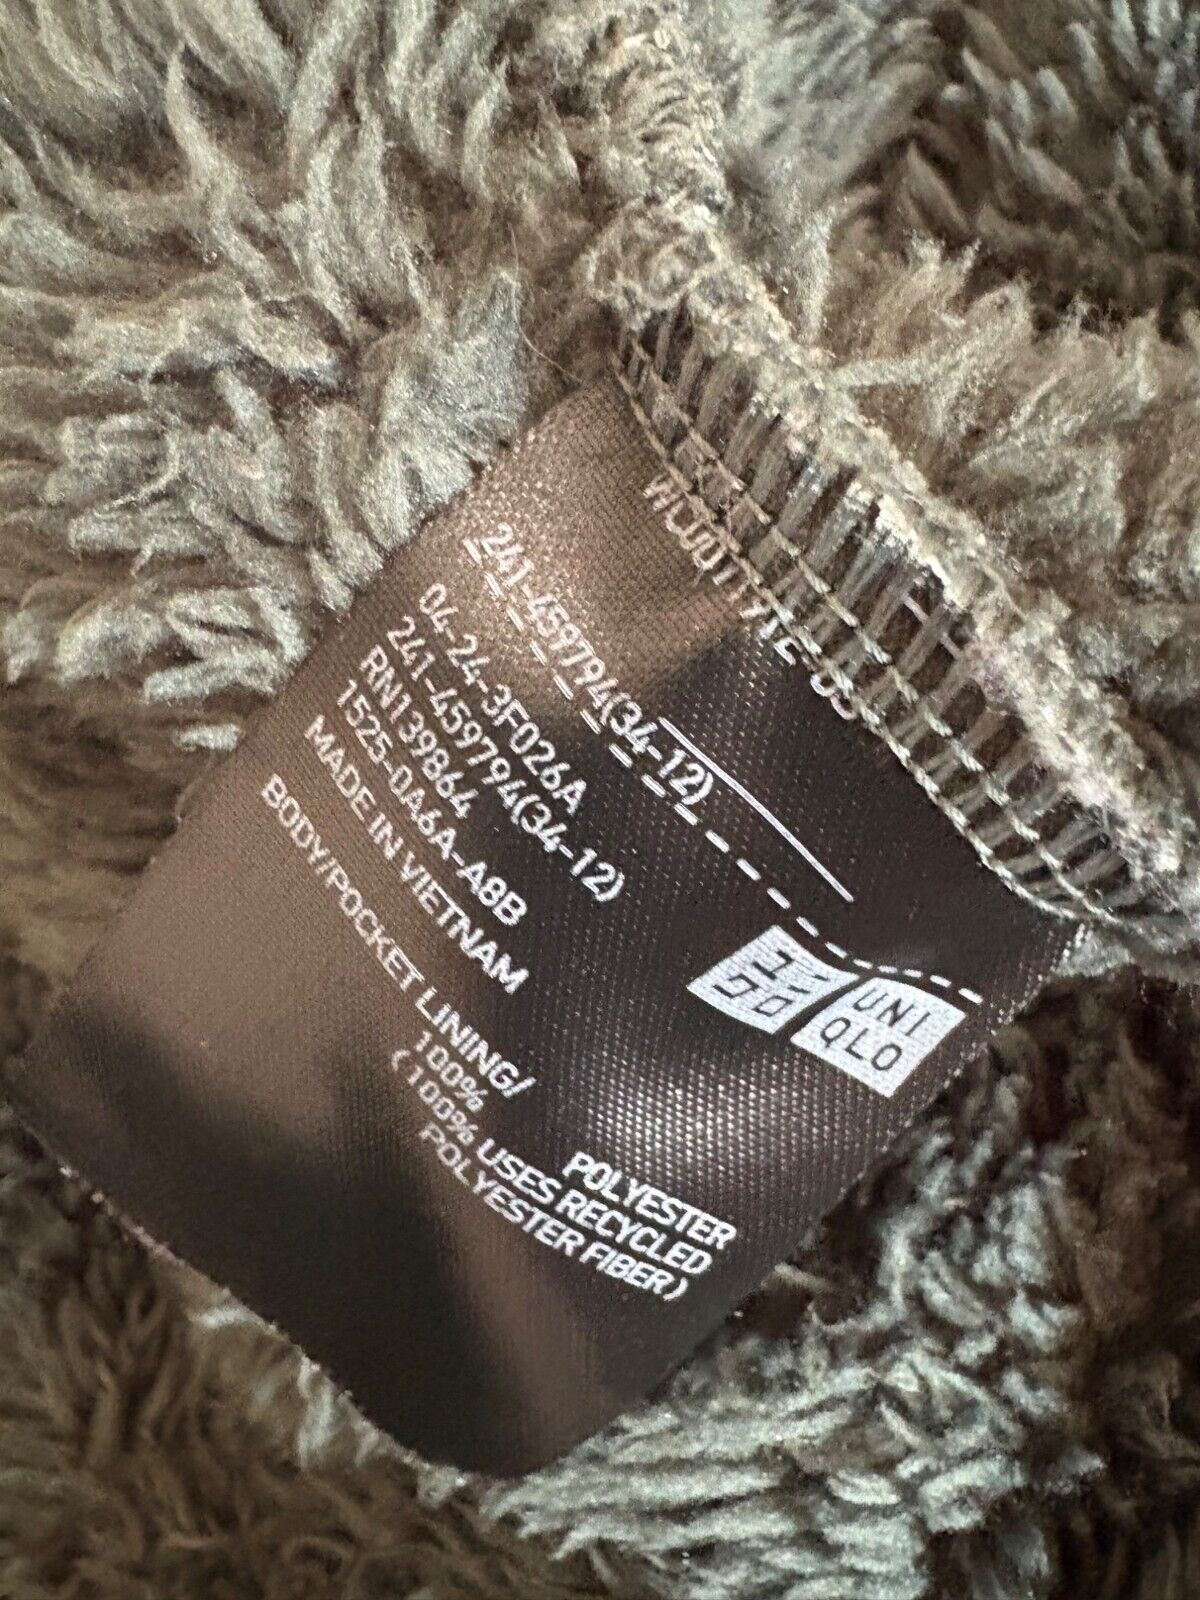 241-459794(34-12)
ユニ
クロ
UNI
QLO
04-24-3F026A
241-459794(34-12)
RN139864
1525-0A6A-A8B
MADE IN VIETNAM
BODY/POCKET LINING/
100% POLYESTER
(100% USES RECYCLED
POLYESTER FIBER)